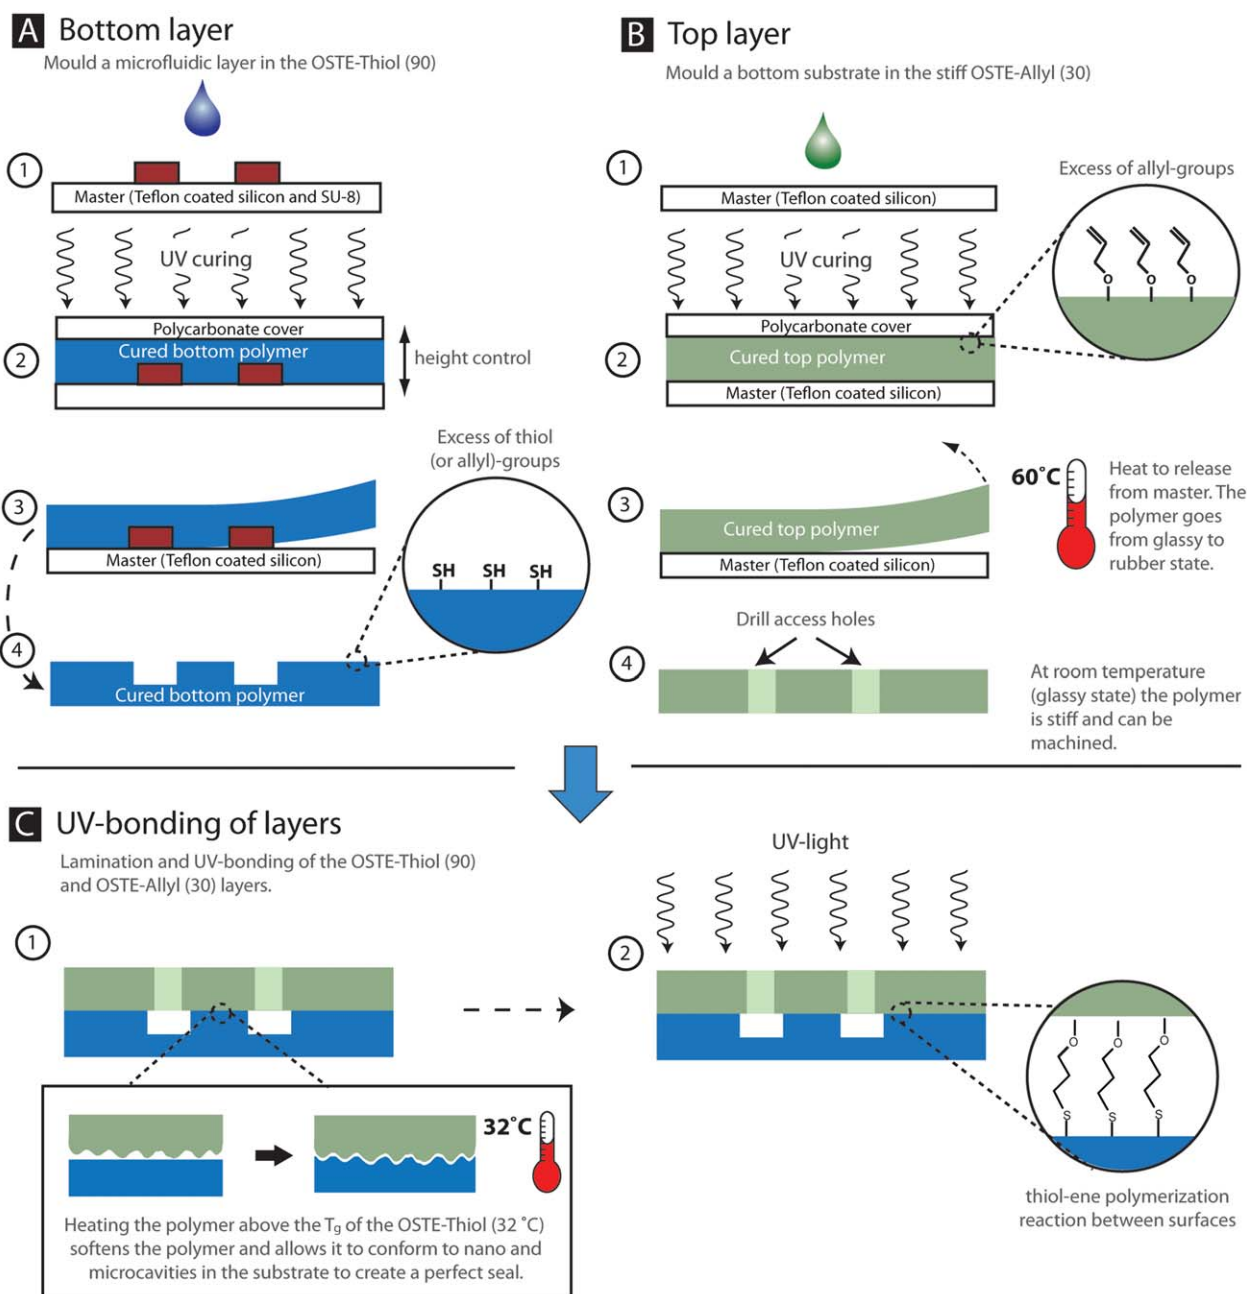 A Bottom layer
Mould a microfluidic layer in the OSTE-Thiol (90)
1
Master (Teflon coated silicon and SU-8)
UV curing
Polycarbonate cover
2
Cured bottom polymer
height control
Excess of thiol
(or allyl)-groups
3
Master (Teflon coated silicon)
SH SH SH
4
Cured bottom polymer
B Top layer
Mould a bottom substrate in the stiff OSTE-Allyl (30)
1
Master (Teflon coated silicon)
Excess of allyl-groups
O O O
UV curing
Polycarbonate cover
2
Cured top polymer
Master (Teflon coated silicon)
3
Cured top polymer
Master (Teflon coated silicon)
60˚C
Heat to release
from master. The
polymer goes
from glassy to
rubber state.
Drill access holes
4
At room temperature
(glassy state) the polymer
is stiff and can be
machined.
C UV-bonding of layers
Lamination and UV-bonding of the OSTE-Thiol (90)
and OSTE-Allyl (30) layers.
1
32˚C
Heating the polymer above the Tg of the OSTE-Thiol (32 ˚C)
softens the polymer and allows it to conform to nano and
microcavities in the substrate to create a perfect seal.
UV-light
2
O O O
S S S
thiol-ene polymerization
reaction between surfaces